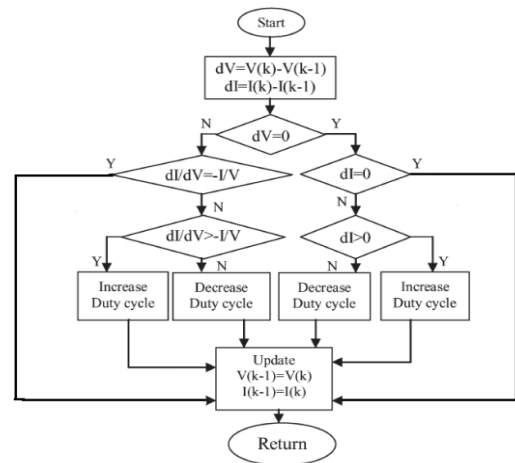 Start
dV=V(k)-V(k-1)
dI=I(k)-I(k-1)
N
Y
dV=0
Y
dI/dV=-I/V
dI=0
Y
N
N
dI/dV>-I/V
dI>0
Y
N
N
Y
Increase
Duty cycle
Decrease
Duty cycle
Decrease
Duty cycle
Increase
Duty cycle
Update
V(k-1)=V(k)
I(k-1)=I(k)
Return